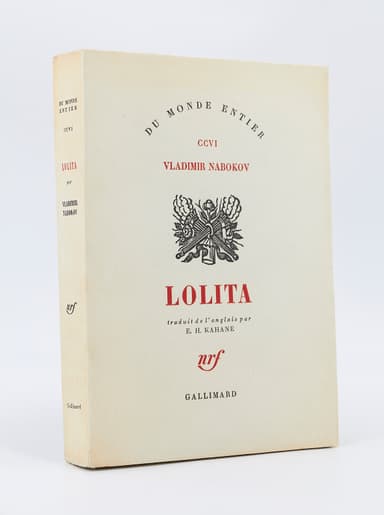 DU MONDE ENTIER
CCVI
VLADIMIR NABOKOV
LOLITA
traduit de l'anglais par
E. H. KAHANE
nrf
GALLIMARD
DU MONDE
ENTIER
CCVI
LOLITA
par
VLADIMIR
NABOKOV
nrf
Gallimard